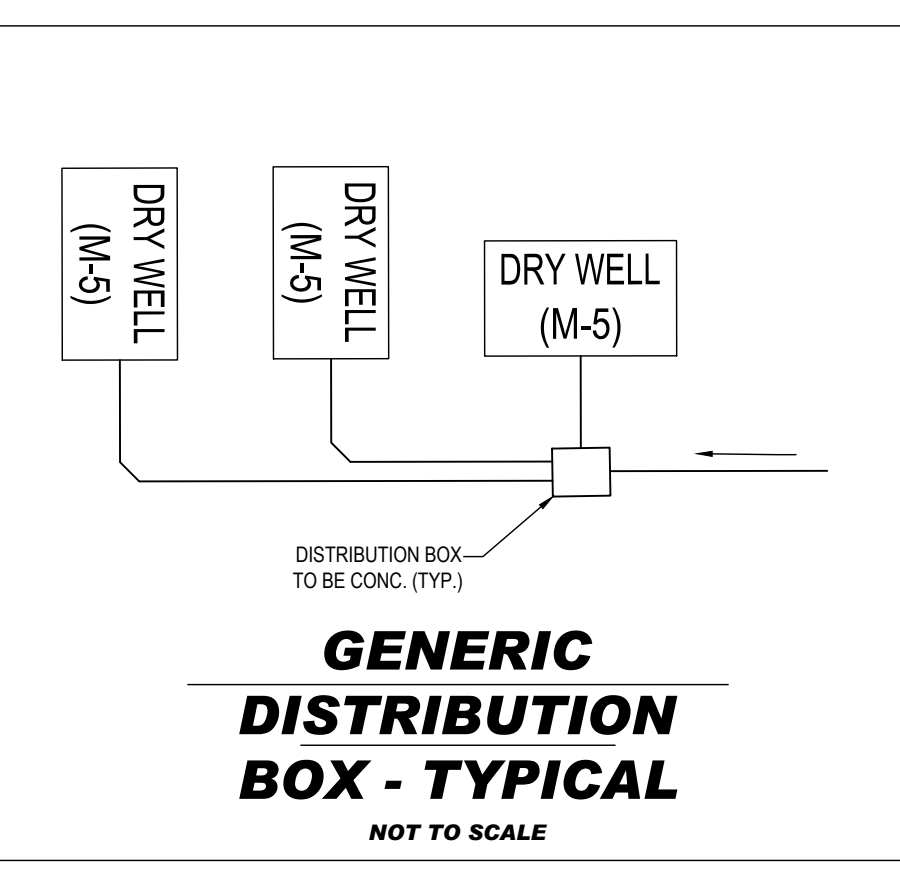 DRY WELL
(M-5)
DRY WELL
(M-5)
DRY WELL
(M-5)
DISTRIBUTION BOX
TO BE CONC. (TYP.)
GENERIC
DISTRIBUTION
BOX - TYPICAL
NOT TO SCALE